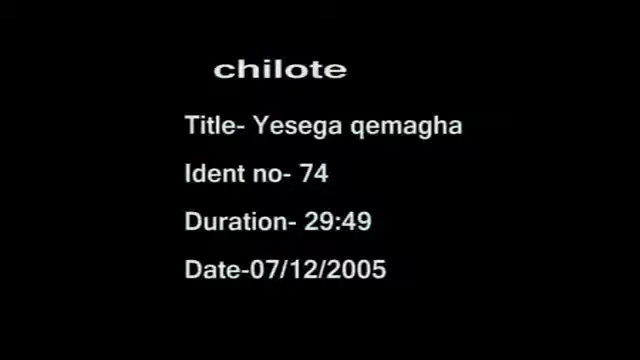 chilote
Title- Yesega qemagha
Ident no- 74
Duration- 29:49
Date-07/12/2005